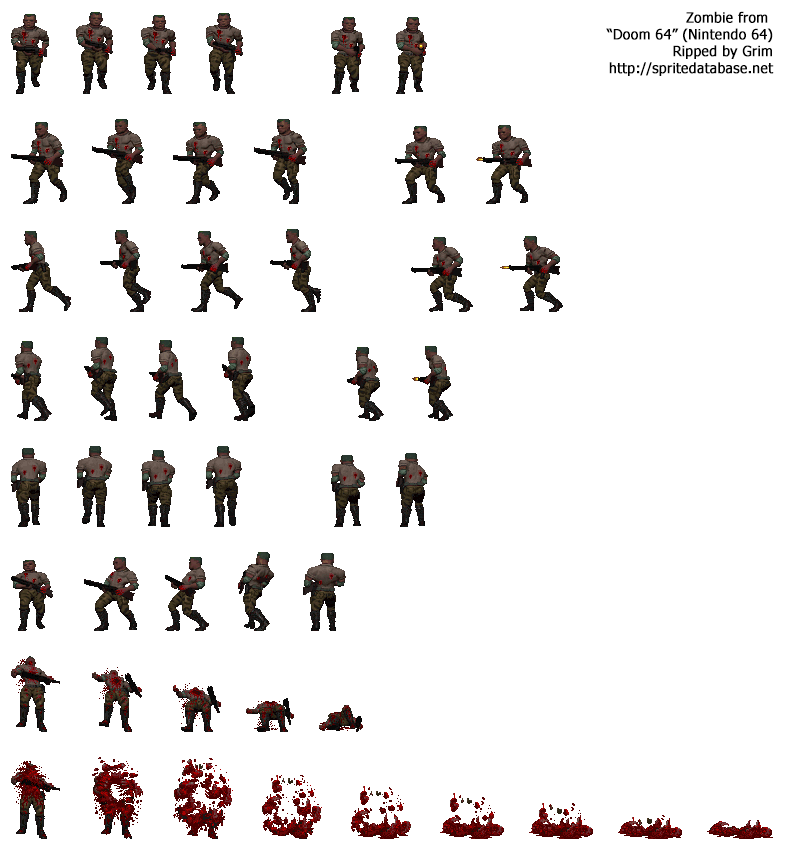 Zombie from
“Doom 64” (Nintendo 64)
Ripped by Grim
http://spritedatabase.net